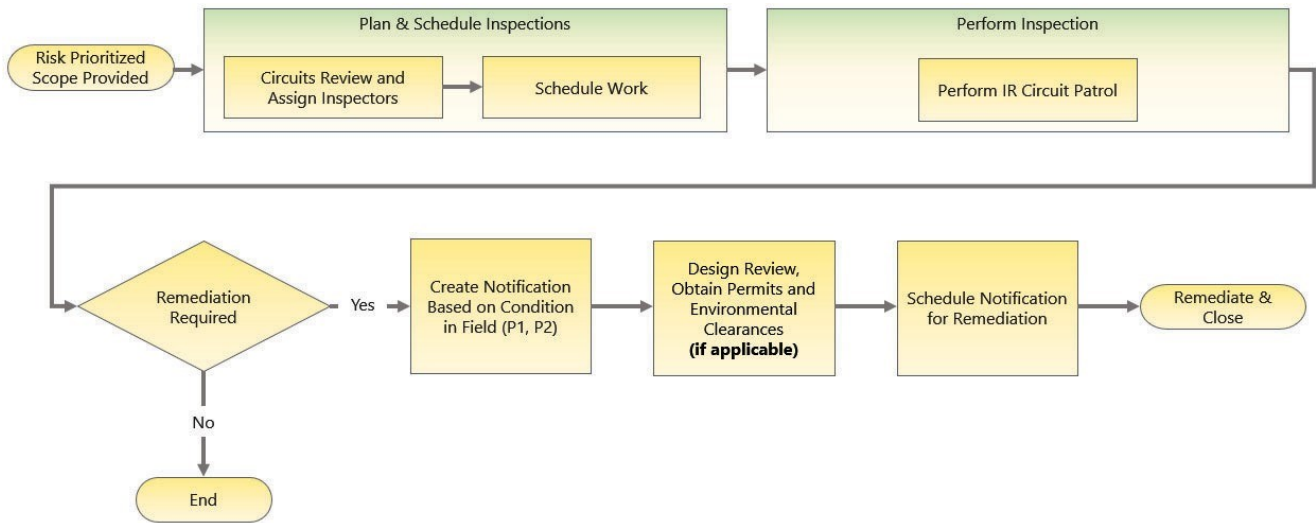 Plan & Schedule Inspections
Perform Inspection
Risk Prioritized
Scope Provided
Circuits Review and
Assign Inspectors
Schedule Work
Perform IR Circuit Patrol
Remediation
Required
Yes
Create Notification
Based on Condition
in Field (P1, P2)
Design Review,
Obtain Permits and
Environmental
Clearances
(if applicable)
Schedule Notification
for Remediation
Remediate &
Close
No
End